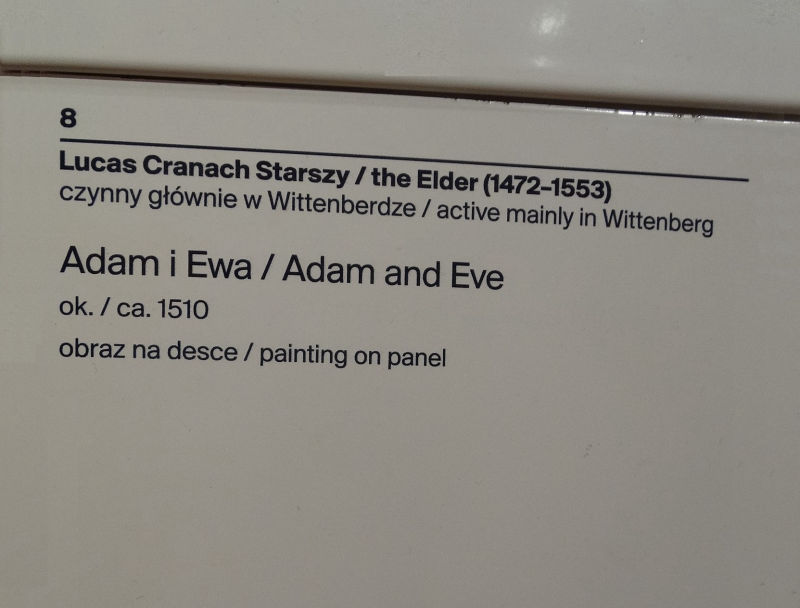 8
Lucas Cranach Starszy / the Elder (1472–1553)
czynny głównie w Wittenberdze / active mainly in Wittenberg
Adam i Ewa / Adam and Eve
ok. / ca. 1510
obraz na desce / painting on panel